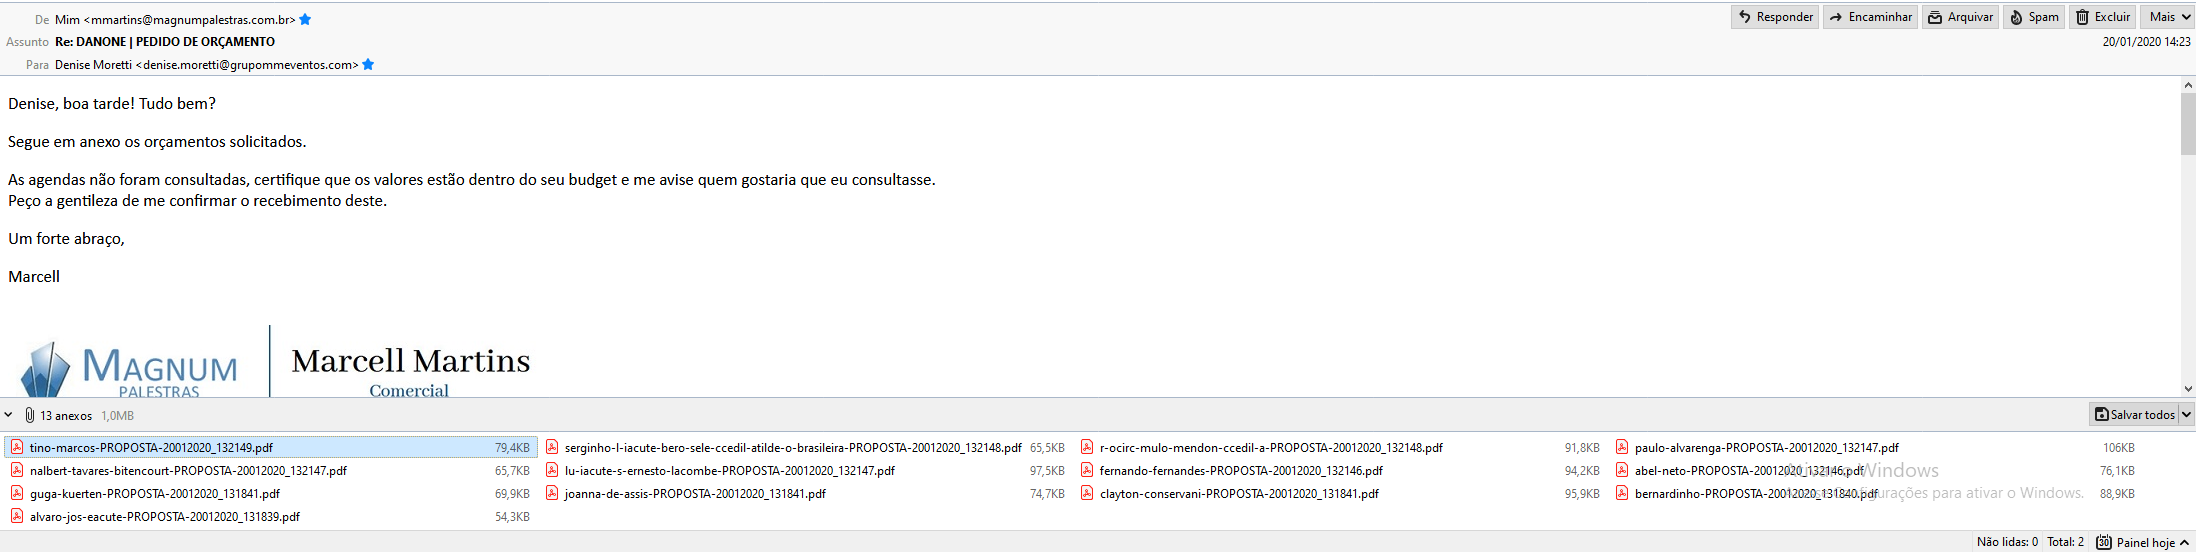 De Mim <mmartins@magnumpalestras.com.br>
Responder Encaminhar Arquivar Spam Excluir Mais
Assunto Re: DANONE | PEDIDO DE ORÇAMENTO
20/01/2020 14:23
Para Denise Moretti <denise.moretti@grupommeventos.com>
Denise, boa tarde! Tudo bem?
Segue em anexo os orçamentos solicitados.
As agendas não foram consultadas, certifique que os valores estão dentro do seu budget e me avise quem gostaria que eu consultasse.
Peço a gentileza de me confirmar o recebimento deste.
Um forte abraço,
Marcell
MAGNUM
PALESTRAS
Marcell Martins
Comercial
13 anexos 1,0MB
Salvar todos
tino-marcos-PROPOSTA-20012020_132149.pdf 79,4KB
serginho-l-iacute-bero-sele-ccedil-atilde-o-brasileira-PROPOSTA-20012020_132148.pdf 65,5KB
r-ocirc-mulo-mendon-ccedil-a-PROPOSTA-20012020_132148.pdf 91,8KB
paulo-alvarenga-PROPOSTA-20012020_132147.pdf 106KB
nalbert-tavares-bitencourt-PROPOSTA-20012020_132147.pdf 65,7KB
lu-iacute-s-ernesto-lacombe-PROPOSTA-20012020_132147.pdf 97,5KB
fernando-fernandes-PROPOSTA-20012020_132146.pdf 94,2KB
abel-neto-PROPOSTA-20012020_132146.pdf 76,1KB
guga-kuerten-PROPOSTA-20012020_131841.pdf 69,9KB
joanna-de-assis-PROPOSTA-20012020_131841.pdf 74,7KB
clayton-conservani-PROPOSTA-20012020_131841.pdf 95,9KB
bernardinho-PROPOSTA-20012020_131840.pdf 88,9KB
alvaro-jos-eacute-PROPOSTA-20012020_131839.pdf 54,3KB
Windows
para ativar o Windows.
Não lidas: 0 Total: 2 30 Painel hoje